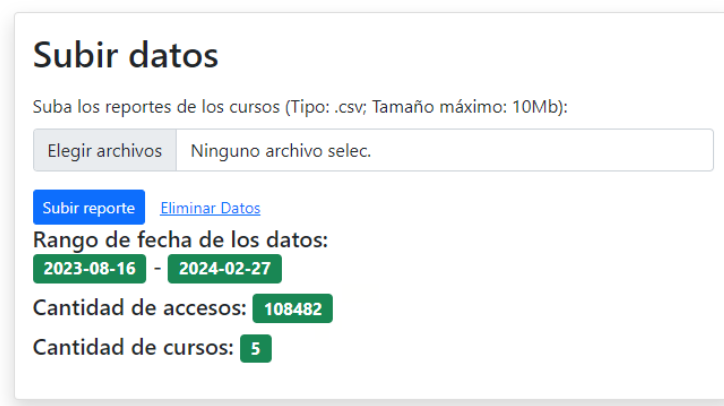 Subir datos
Suba los reportes de los cursos (Tipo: .csv; Tamaño máximo: 10Mb):
Elegir archivos Ninguno archivo selec.
Subir reporte Eliminar Datos
Rango de fecha de los datos:
2023-08-16 - 2024-02-27
Cantidad de accesos: 108482
Cantidad de cursos: 5